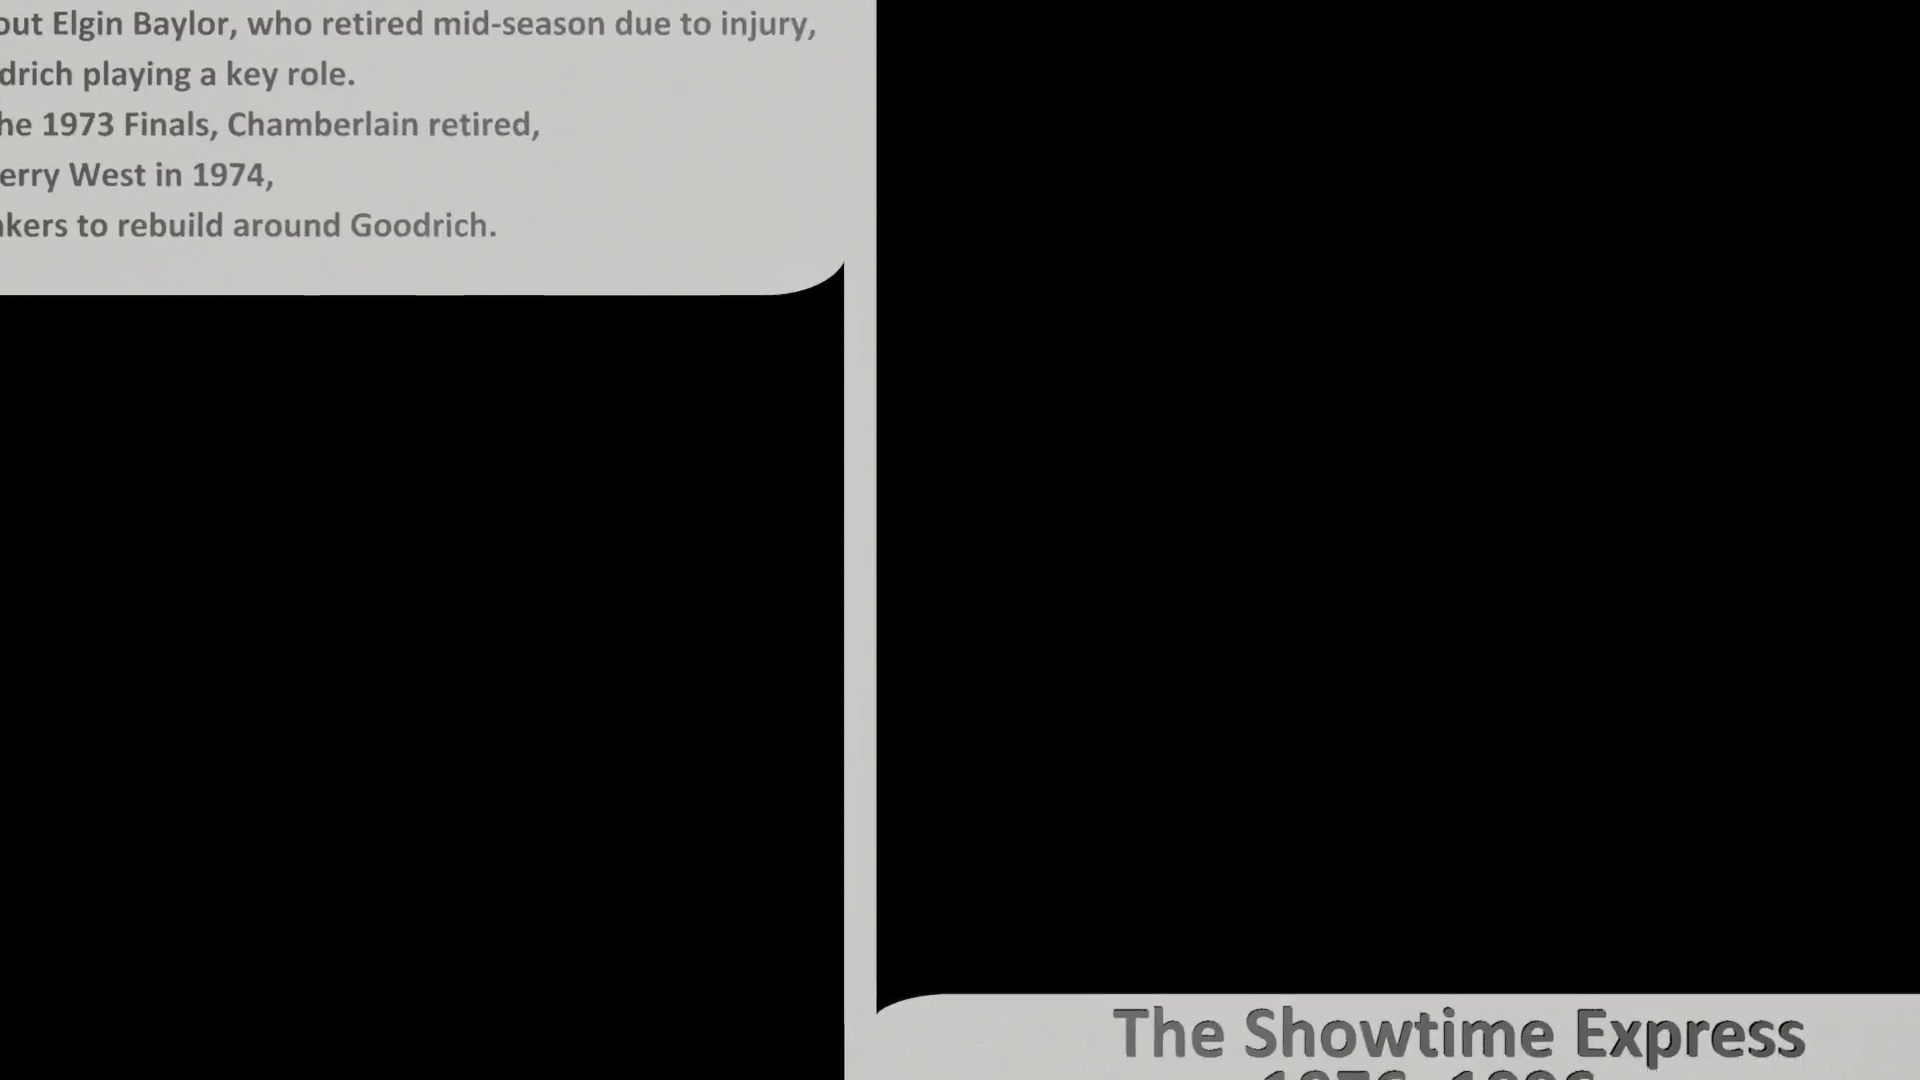 out Elgin Baylor, who retired mid-season due to injury,
drich playing a key role.
he 1973 Finals, Chamberlain retired,
erry West in 1974,
kers to rebuild around Goodrich.
The Showtime Express